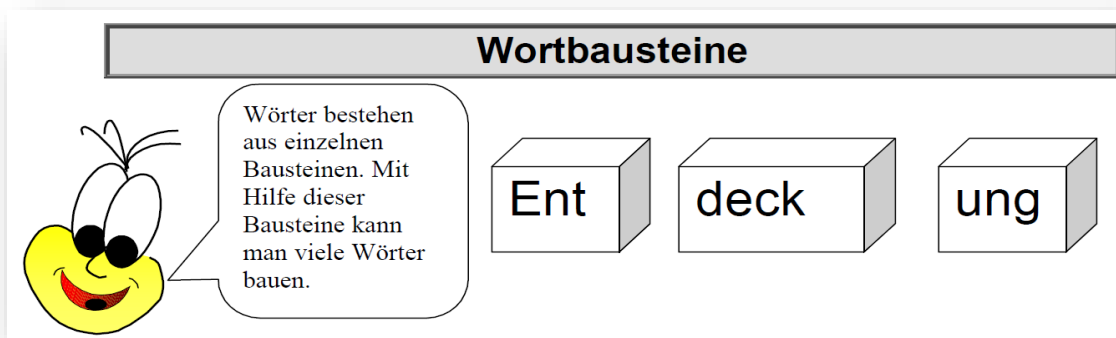 Wortbausteine
Wörter bestehen
aus einzelnen
Bausteinen. Mit
Hilfe dieser
Bausteine kann
man viele Wörter
bauen.
Ent deck ung